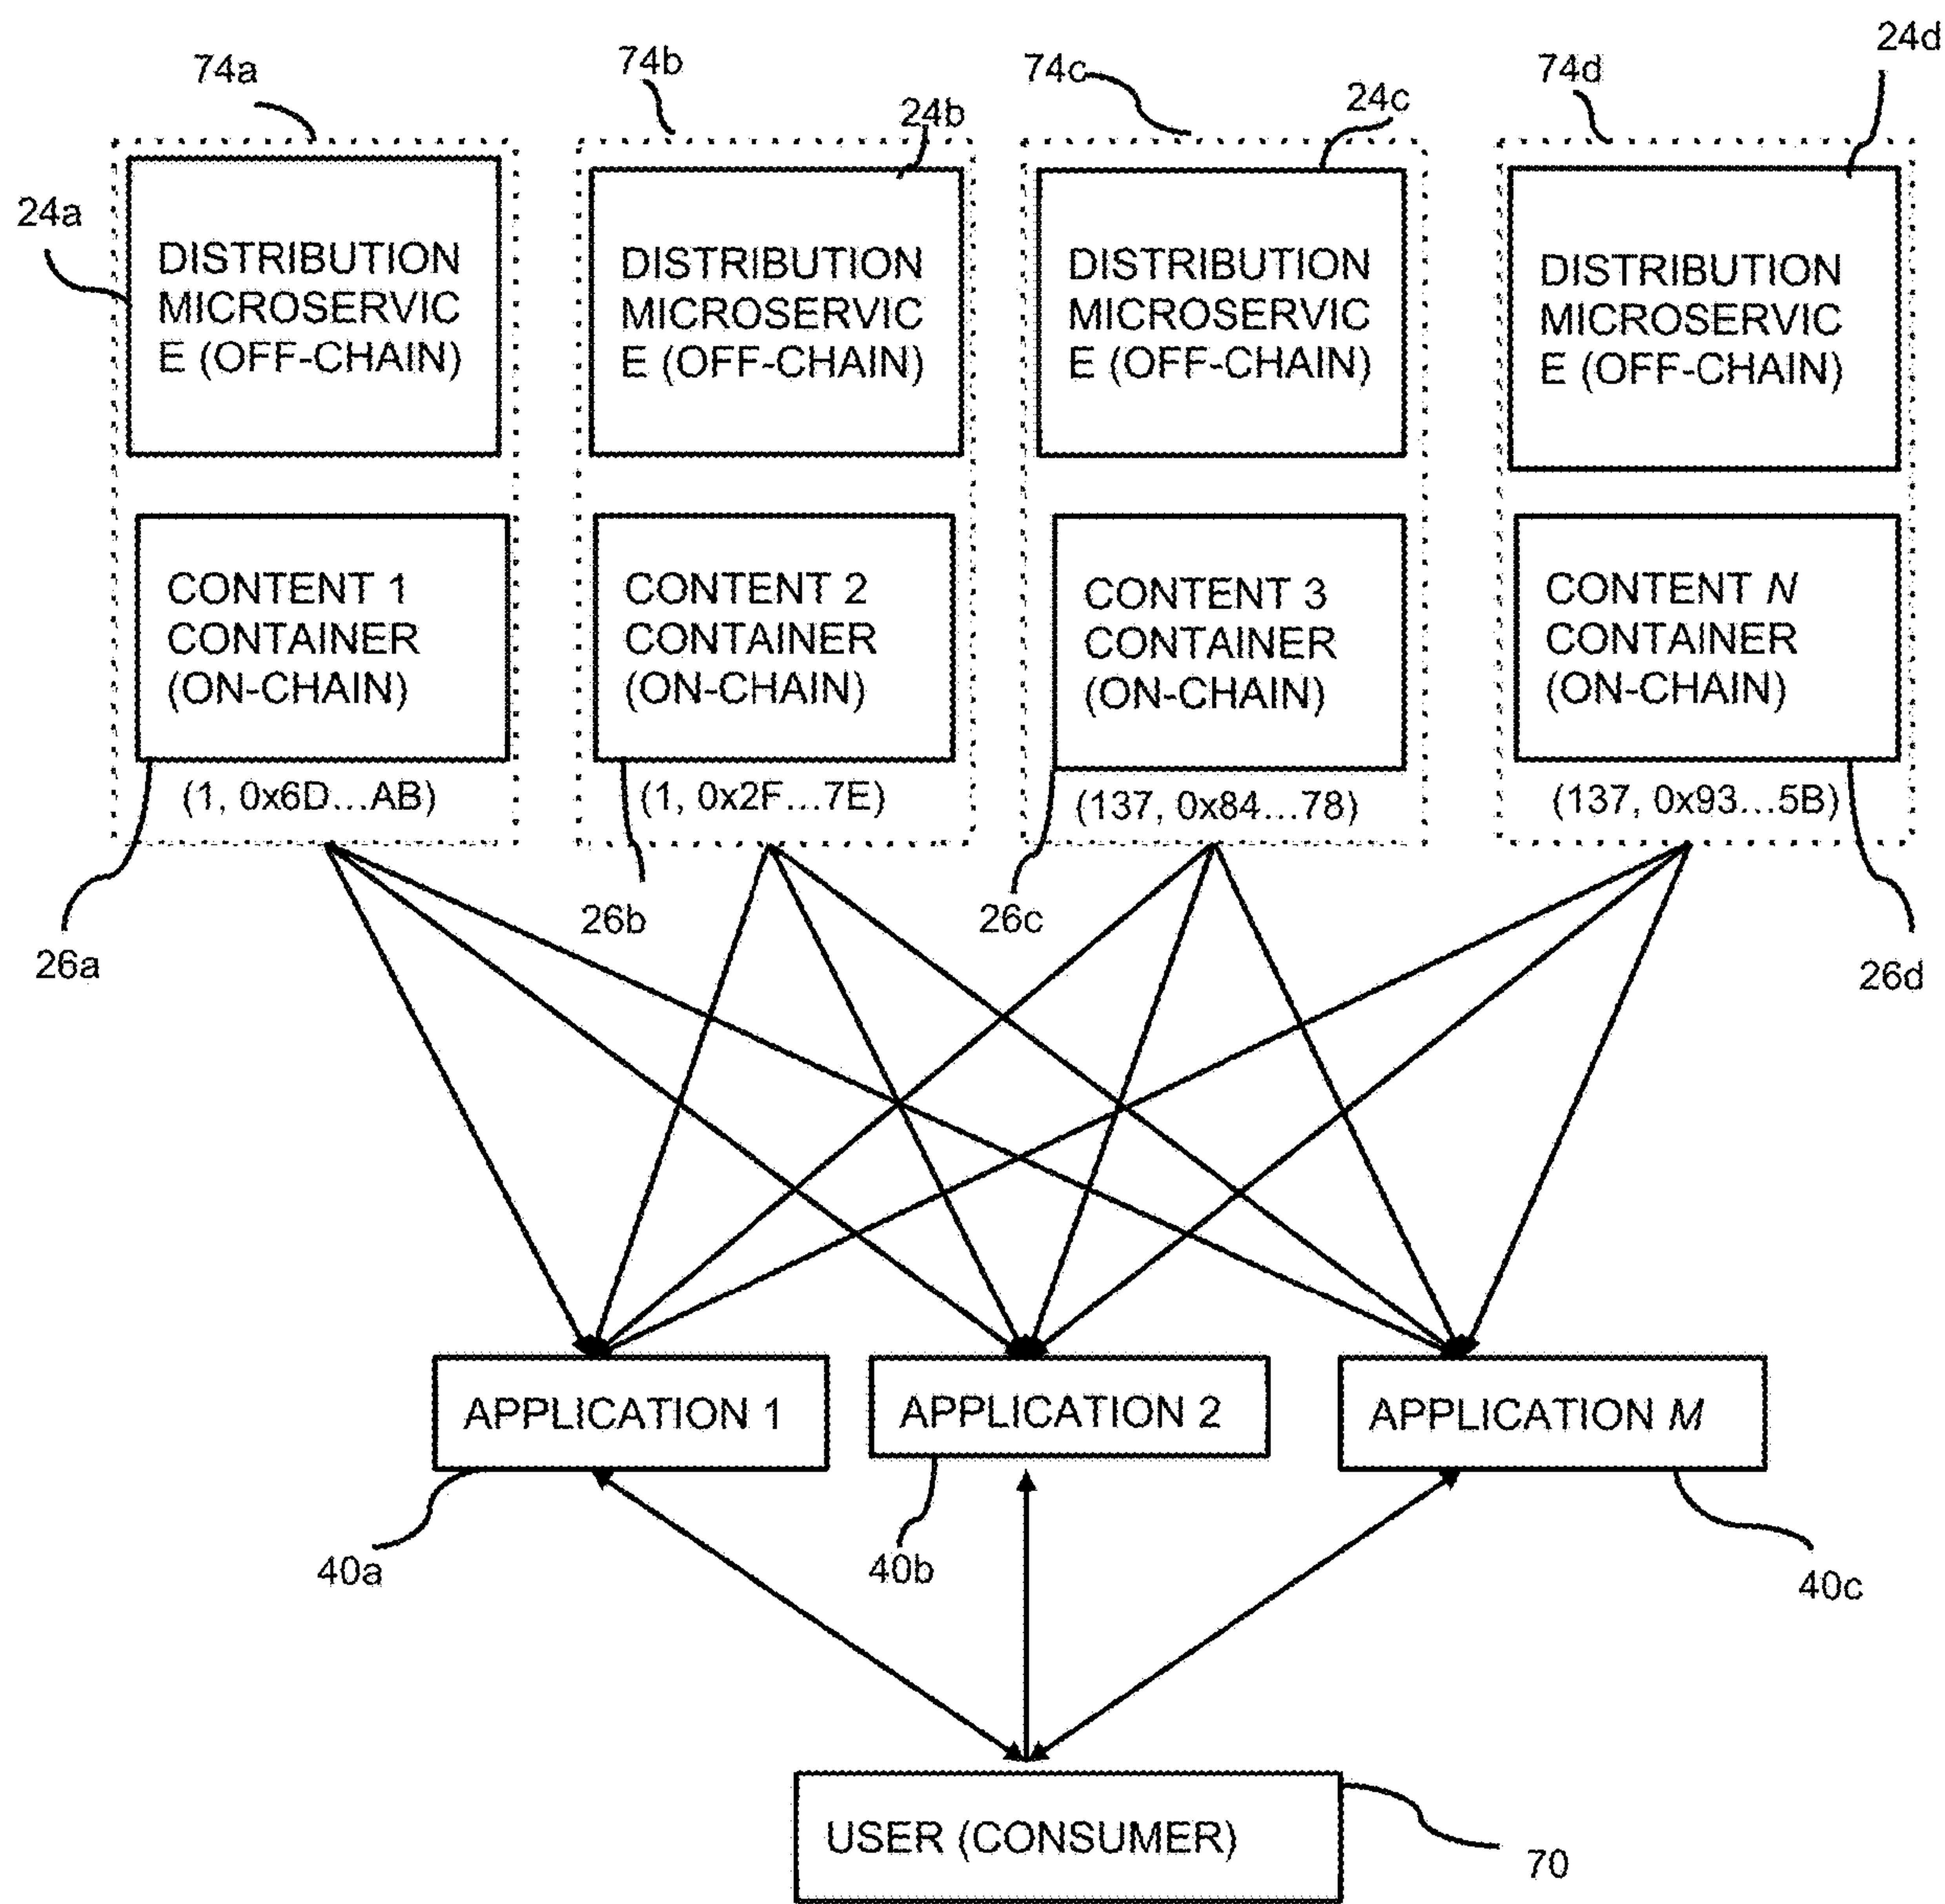 74a
74b
74c
74d
24d
24b
24c
24a
DISTRIBUTION
MICROSERVIC
E (OFF-CHAIN)
DISTRIBUTION
MICROSERVIC
E (OFF-CHAIN)
DISTRIBUTION
MICROSERVIC
E (OFF-CHAIN)
DISTRIBUTION
MICROSERVIC
E (OFF-CHAIN)
CONTENT 1
CONTAINER
(ON-CHAIN)
CONTENT 2
CONTAINER
(ON-CHAIN)
CONTENT 3
CONTAINER
(ON-CHAIN)
CONTENT N
CONTAINER
(ON-CHAIN)
(1, 0x6D...AB)
(1, 0x2F...7E)
(137, 0x84...78)
(137, 0x93...5B)
26a
26b
26c
26d
APPLICATION 1
APPLICATION 2
APPLICATION M
40a
40b
40c
USER (CONSUMER)
70